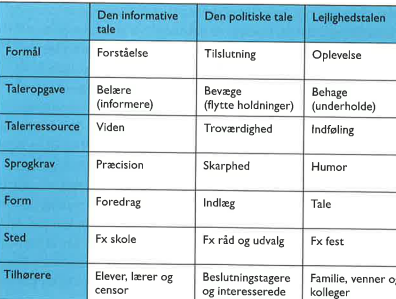 Den informative Den politiske tale Lejlighedstalen
tale
Formål Forståelse Tilslutning Oplevelse
Taleropgave Belære Bevæge Behage
(informere) (flytte holdninger) (underholde)
Talerressource Viden Troværdighed Indføling
Sprogkrav Præcision Skarphed Humor
Form Foredrag Indlæg Tale
Sted Fx skole Fx råd og udvalg Fx fest
Tilhørere Elever, lærer og Beslutningstagere Familie, venner o
censor og interesserede kolleger